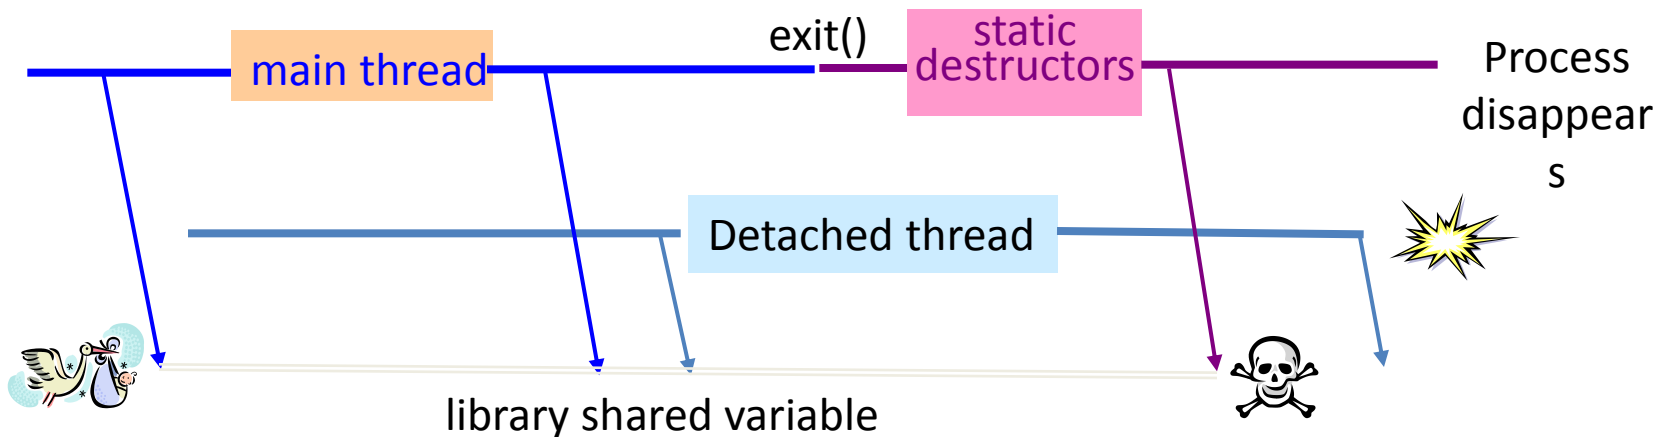 exit()
static
destructors
main thread
Process
disappear
s
Detached thread
library shared variable